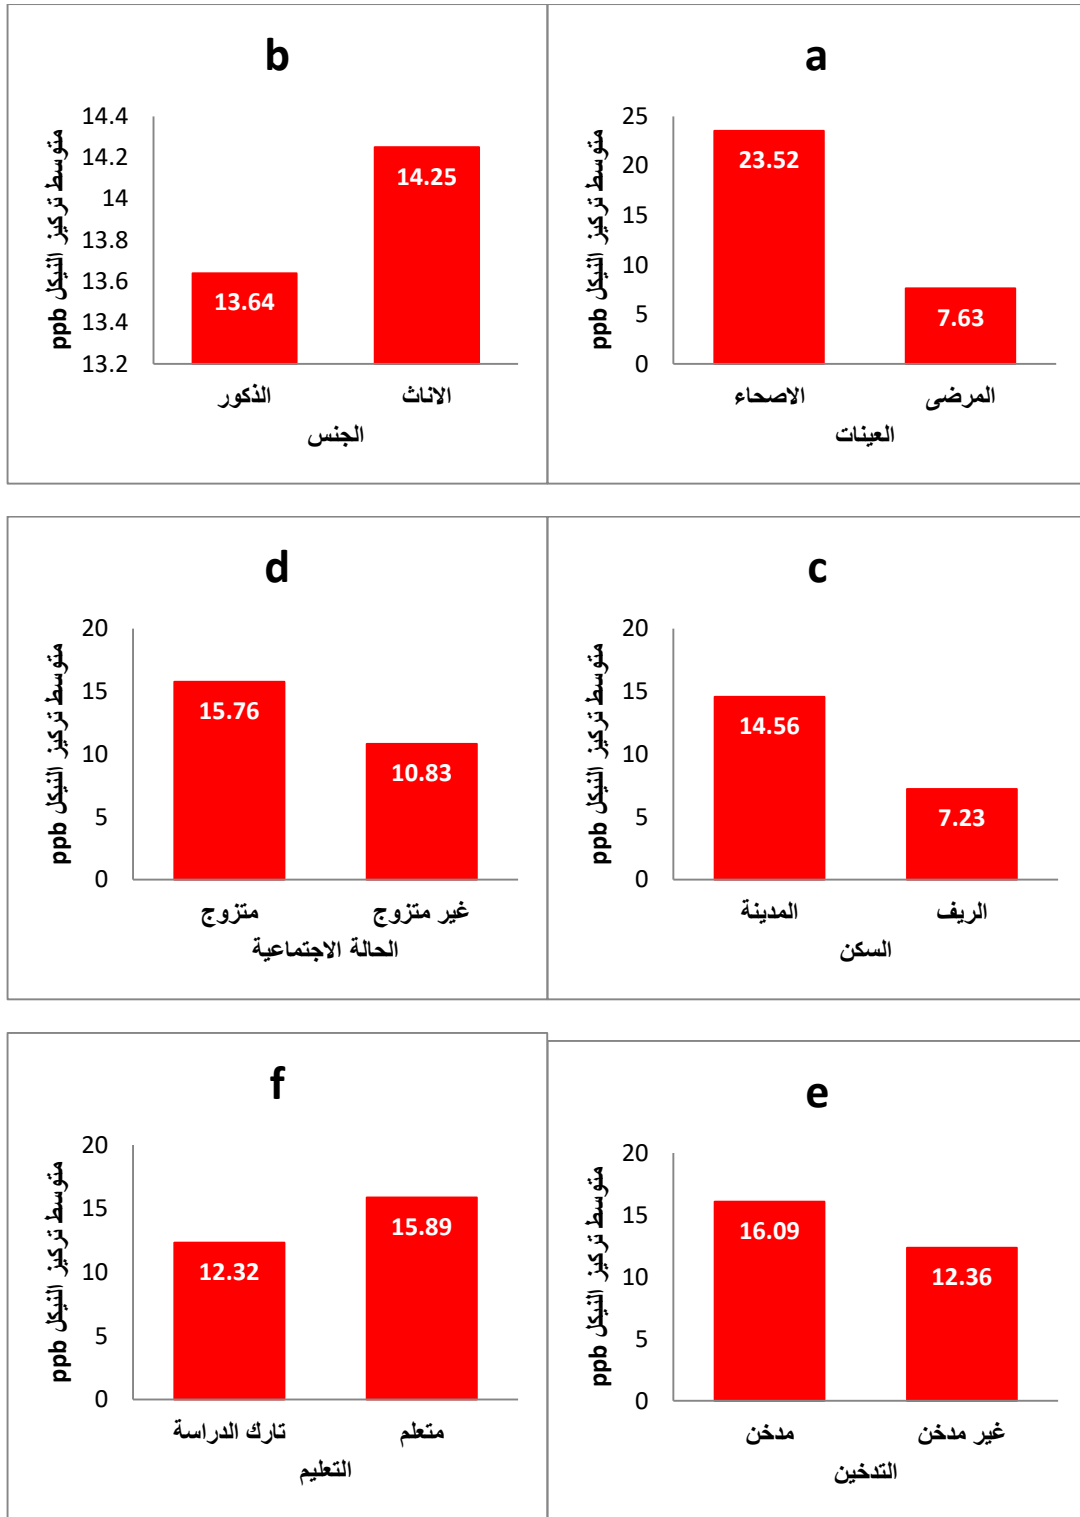 a
متوسط تركيز النيكل ppb
25
20
15
10
5
0
23.52
7.63
الاصحاء
المرضى
العينات
b
متوسط تركيز النيكل ppb
14.4
14.2
14
13.8
13.6
13.4
13.2
13.64
14.25
الذكور
الاناث
الجنس
c
متوسط تركيز النيكل ppb
20
15
10
5
0
14.56
7.23
المدينة
الريف
السكن
d
متوسط تركيز النيكل ppb
20
15
10
5
0
15.76
10.83
متزوج
غير متزوج
الحالة الاجتماعية
e
متوسط تركيز النيكل ppb
20
15
10
5
0
16.09
12.36
مدخن
غير مدخن
التدخين
f
متوسط تركيز النيكل ppb
20
15
10
5
0
12.32
15.89
تارك الدراسة
متعلم
التعليم